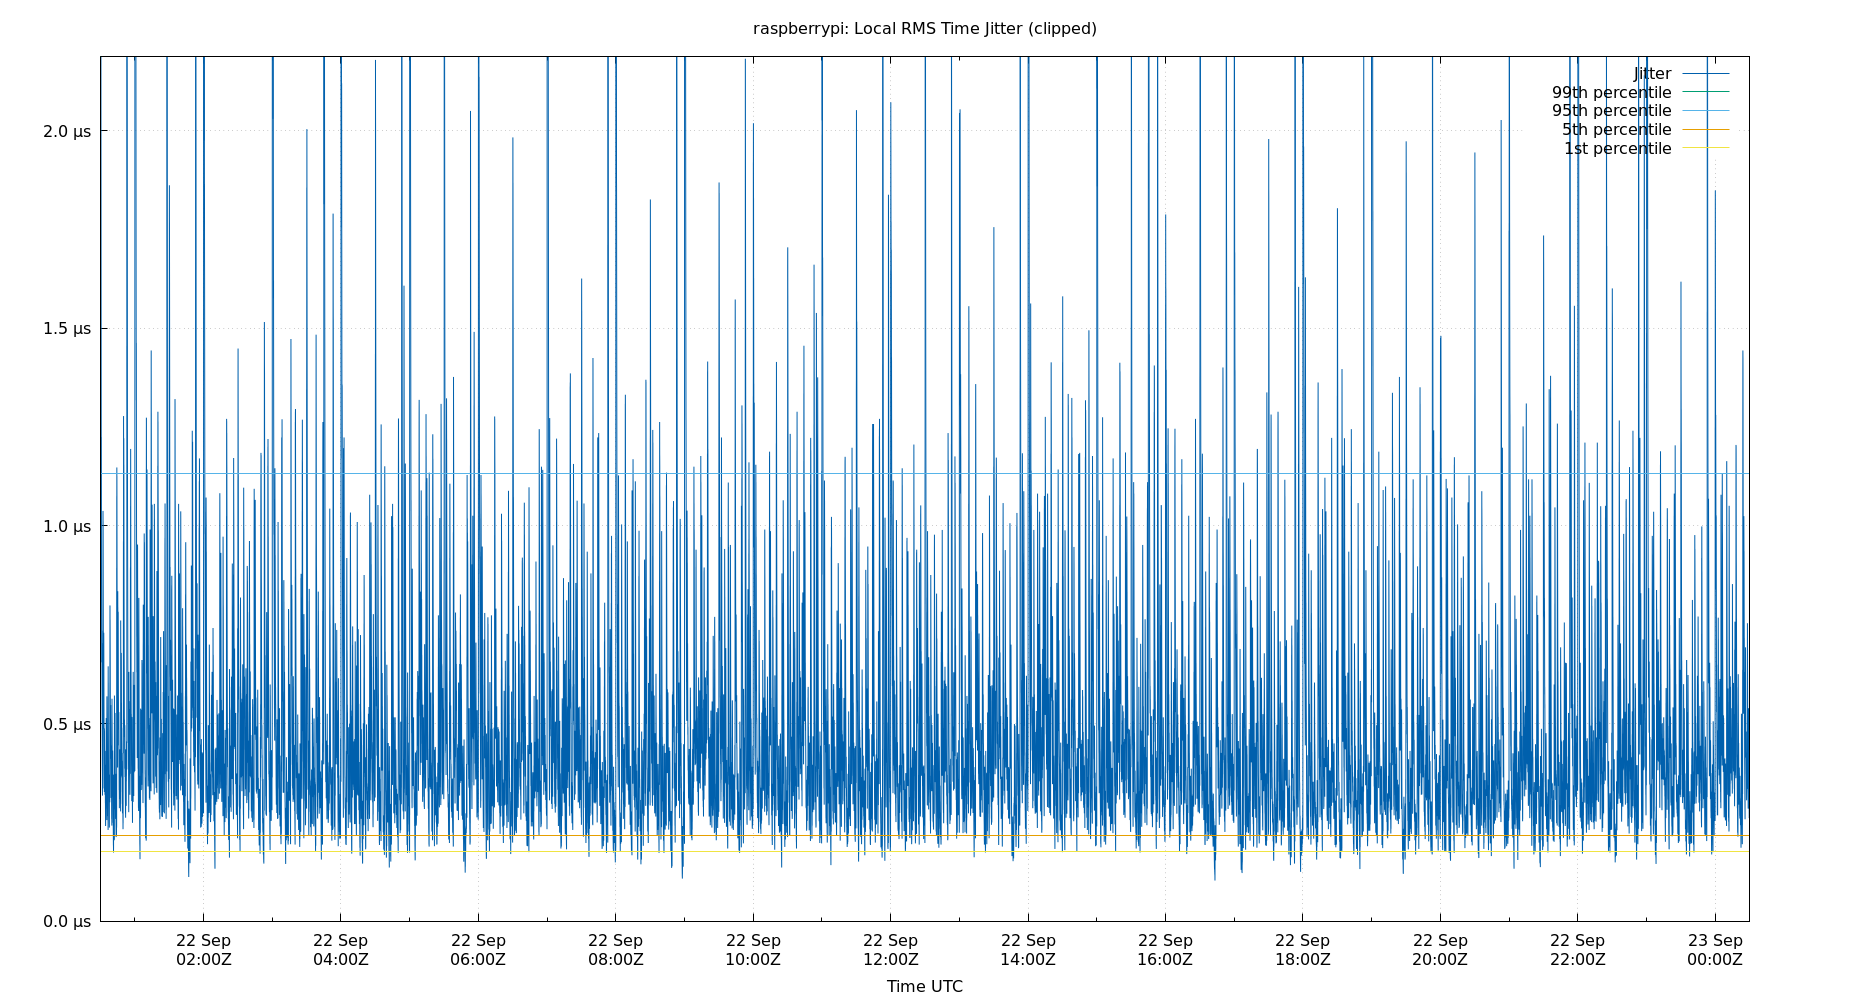 raspberrypi: Local RMS Time Jitter (clipped)
Jitter
99th percentile
95th percentile
5th percentile
1st percentile
2.0 µs
1.5 µs
1.0 µs
0.5 µs
0.0 µs
22 Sep 22 Sep 22 Sep 22 Sep 22 Sep 22 Sep 22 Sep 22 Sep 22 Sep 22 Sep 22 Sep 23 Sep
02:00Z 04:00Z 06:00Z 08:00Z 10:00Z 12:00Z 14:00Z 16:00Z 18:00Z 20:00Z 22:00Z 00:00Z
Time UTC